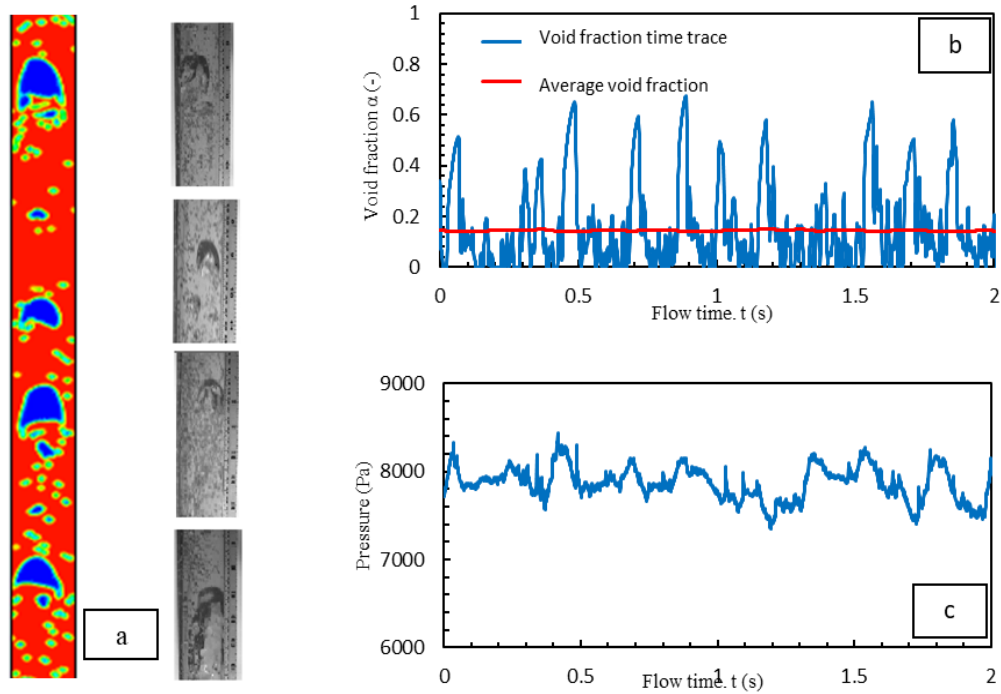 a
1
0.8
0.6
0.4
0.2
0
Void fraction α (-)
Void fraction time trace
Average void fraction
b
0
0.5
1
1.5
2
Flow time. t (s)
9000
8000
7000
6000
Pressure (Pa)
c
0
0.5
1
1.5
2
Flow time. t (s)